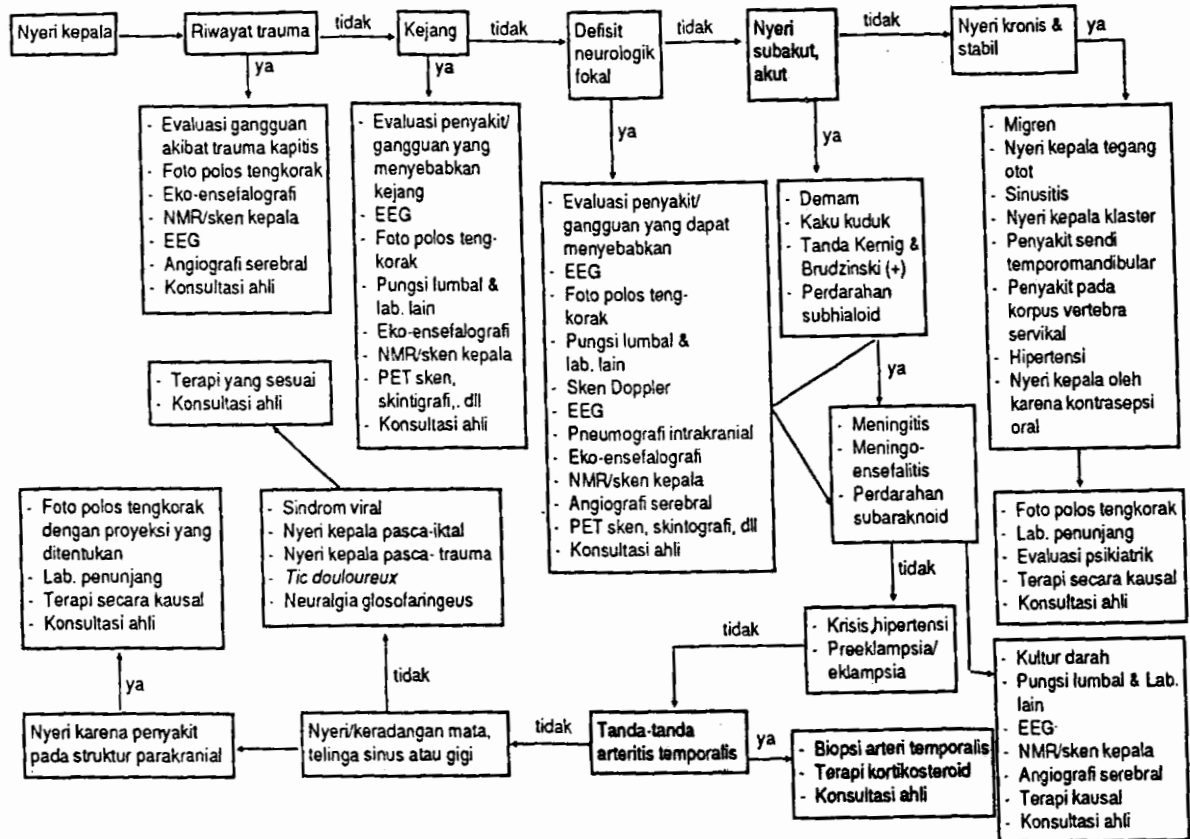 Nyeri kepala
Riwayat trauma
tidak
Kejang
tidak
Defisit
neurologik
fokal
tidak
Nyeri
subakut,
akut
tidak
Nyeri kronis &
stabil
ya
ya
- Evaluasi gangguan
akibat trauma kapitis
- Foto polos tengkorak
- Eko-ensefalografi
- NMR/sken kepala
- EEG
- Angiografi serebral
- Konsultasi ahli
ya
- Evaluasi penyakit/
gangguan yang
menyebabkan
kejang
- EEG
- Foto polos teng-
korak
- Pungsi lumbal &
lab. lain
- Eko-ensefalografi
- NMR/sken kepala
- PET sken,
skintigrafi,. dll
- Konsultasi ahli
ya
- Evaluasi penyakit/
gangguan yang dapat
menyebabkan
- EEG
- Foto polos teng-
korak
- Pungsi lumbal &
lab. lain
- Sken Doppler
- EEG
- Pneumografi intrakranial
- Eko-ensefalografi
- NMR/sken kepala
- Angiografi serebral
- PET sken, skintografi, dll
- Konsultasi ahli
ya
- Demam
- Kaku kuduk
- Tanda Kernig &
Brudzinski (+)
- Perdarahan
subhialoid
ya
- Meningitis
- Meningo-
ensefalitis
- Perdarahan
subaraknoid
- Migren
- Nyeri kepala tegang
otot
- Sinusitis
- Nyeri kepala klaster
- Penyakit sendi
temporomandibular
- Penyakit pada
korpus vertebra
servikal
- Hipertensi
- Nyeri kepala oleh
karena kontrasepsi
oral
- Foto polos tengkorak
- Lab. penunjang
- Evaluasi psikiatrik
- Terapi secara kausal
- Konsultasi ahli
- Terapi yang sesuai
- Konsultasi ahli
- Foto polos tengkorak
dengan proyeksi yang
ditentukan
- Lab. penunjang
- Terapi secara kausal
- Konsultasi ahli
- Sindrom viral
- Nyeri kepala pasca-iktal
- Nyeri kepala pasca- trauma
- Tic douloureux
- Neuralgia glosofaringeus
tidak
- Krisis,hipertensi
- Preeklampsia/
eklampsia
tidak
- Kultur darah
- Pungsi lumbal & Lab.
lain
- EEG
- NMR/sken kepala
- Angiografi serebral
- Terapi kausal
- Konsultasi ahli
ya
tidak
Nyeri karena penyakit
pada struktur parakranial
Nyeri/keradangan mata,
telinga sinus atau gigi
tidak
Tanda-tanda
arteritis temporalis
ya
- Biopsi arteri temporalis
- Terapi kortikosteroid
- Konsultasi ahli